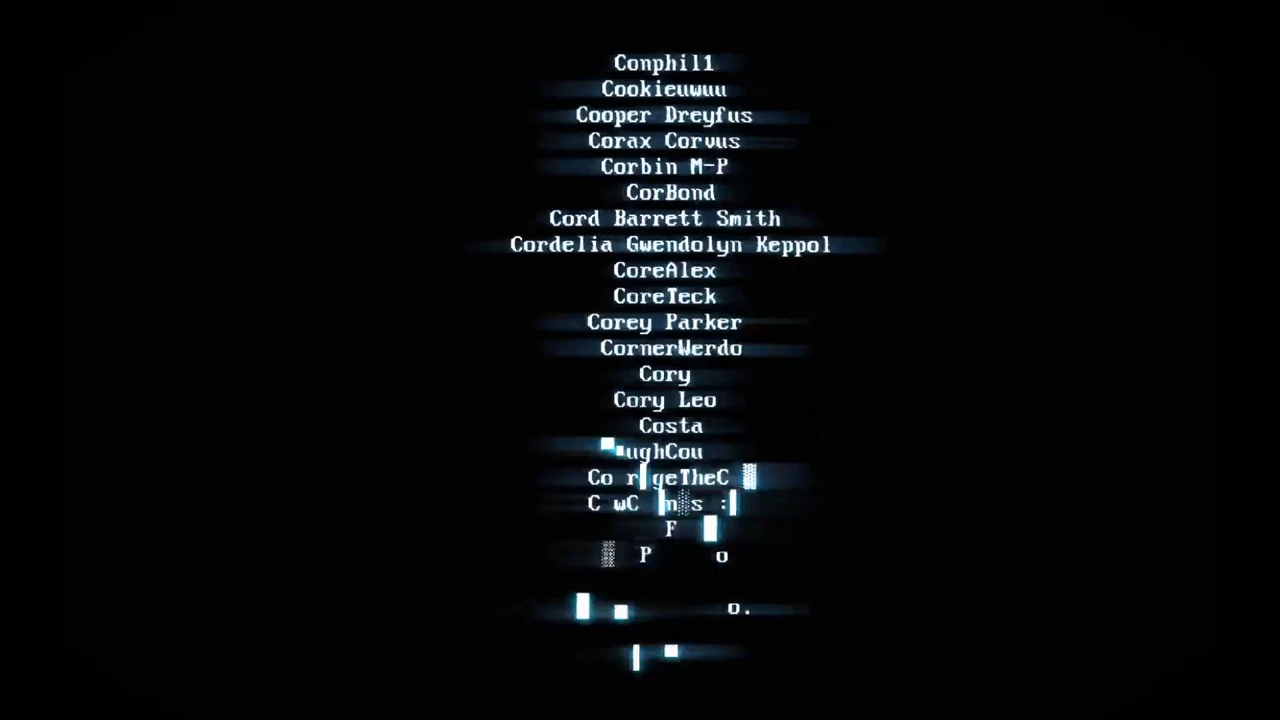 Conphil1
Cookieuwuu
Cooper Dreyfus
Corax Corvus
Corbin M-P
CorBond
Cord Barrett Smith
Cordelia Gwendolyn Keppol
CoreAlex
CoreTeck
Corey Parker
CornerWerdo
Cory
Cory Leo
Costa